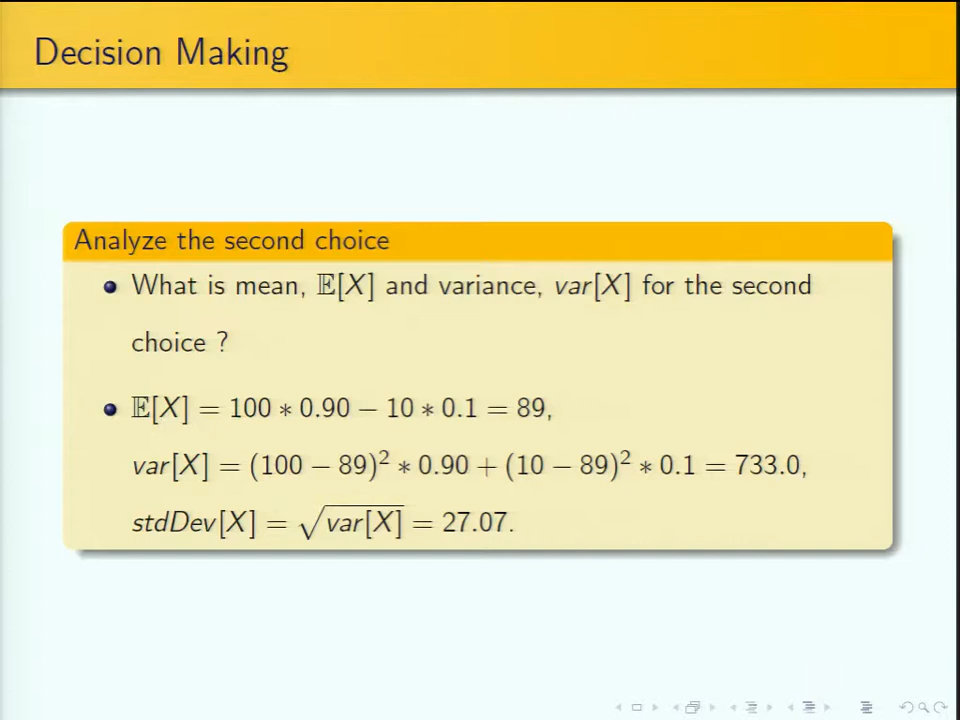 Decision Making
Analyze the second choice
What is mean, 𝔼[X] and variance, var[X] for the second
choice ?
𝔼[X] = 100 ∗ 0.90 − 10 ∗ 0.1 = 89,
var[X] = (100 − 89)² ∗ 0.90 + (10 − 89)² ∗ 0.1 = 733.0,
stdDev[X] = √var[X] = 27.07.